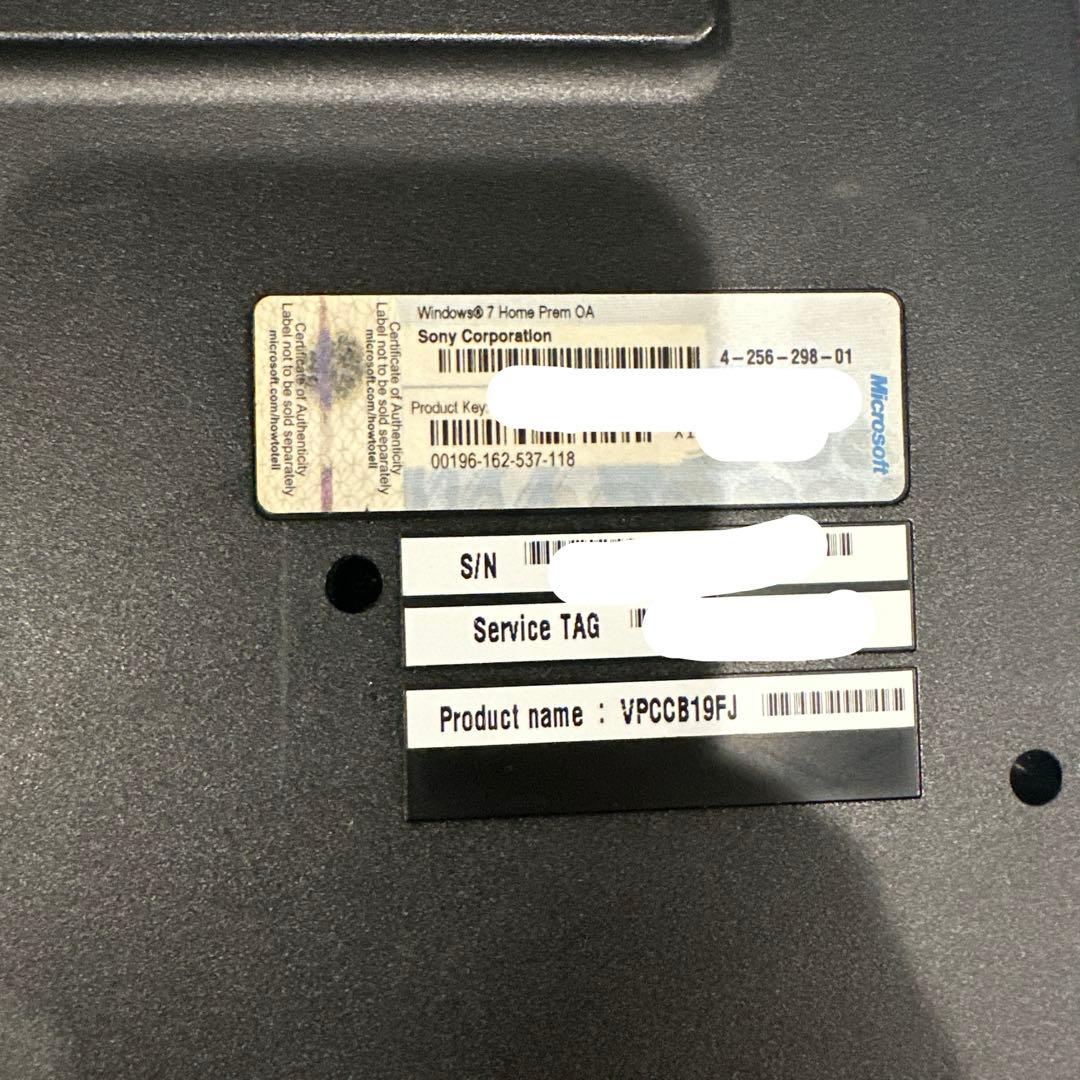 Windows® 7 Home Prem OA
Sony Corporation
4-256-298-01
Product Key:
00196-162-537-118
Microsoft
Certificate of Authenticity
Label not to be sold separately
microsoft.com/howtotell
Certificate of Authenticity
Label not to be sold separately
microsoft.com/howtotell
S/N
Service TAG
Product name : VPCCB19FJ